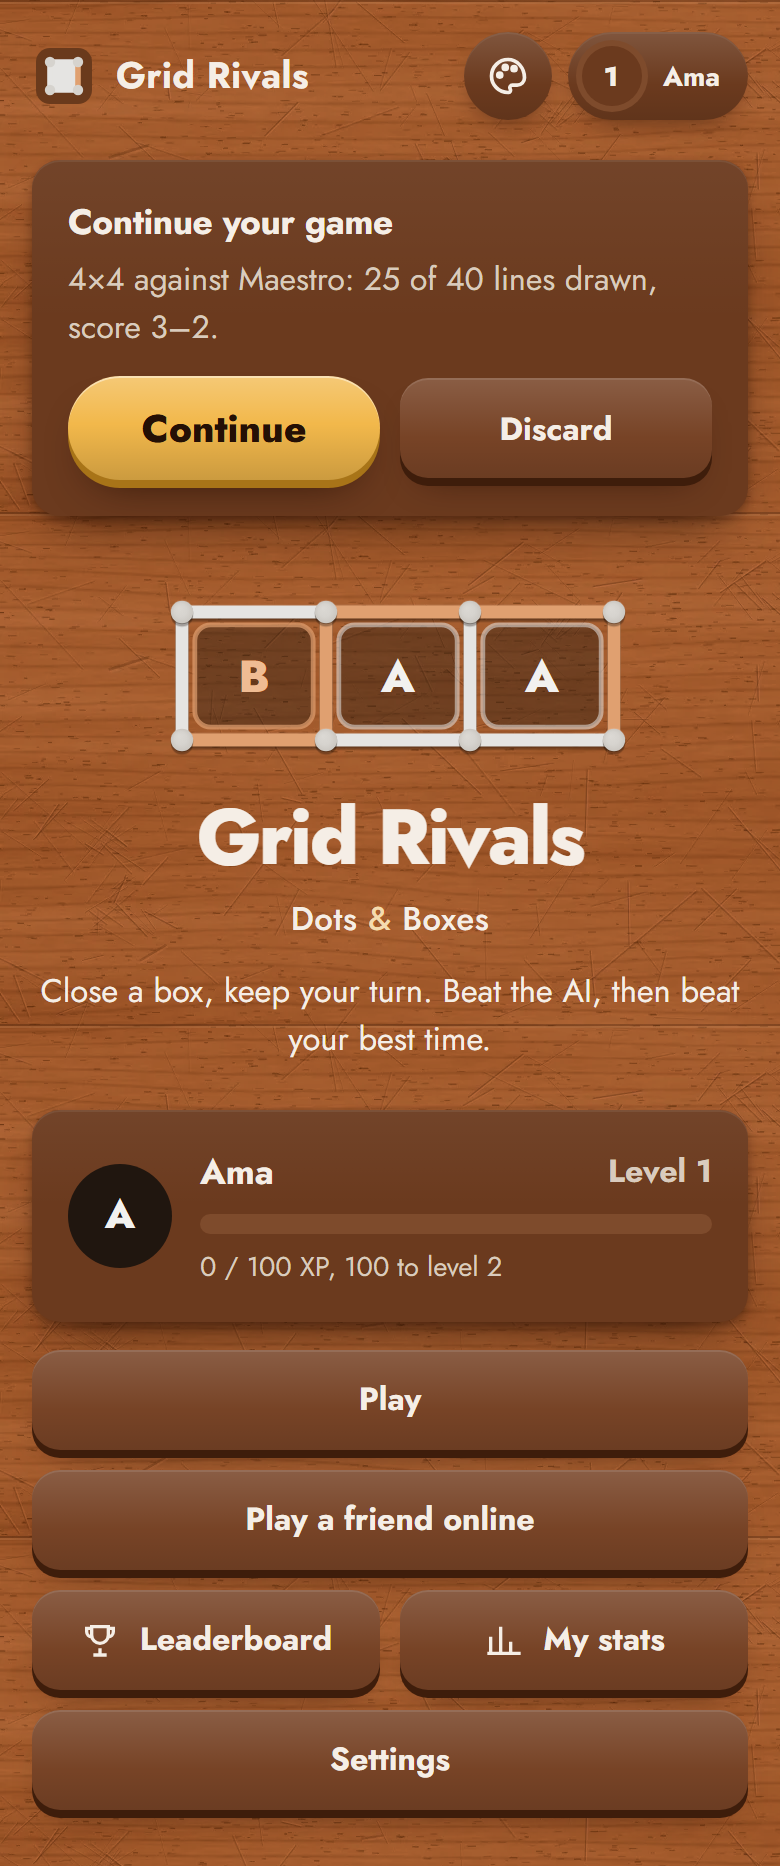 Grid Rivals
1 Ama
Continue your game
4×4 against Maestro: 25 of 40 lines drawn,
score 3–2.
Continue Discard
B A A
Grid Rivals
Dots & Boxes
Close a box, keep your turn. Beat the AI, then beat
your best time.
A
Ama Level 1
0 / 100 XP, 100 to level 2
Play
Play a friend online
Leaderboard My stats
Settings